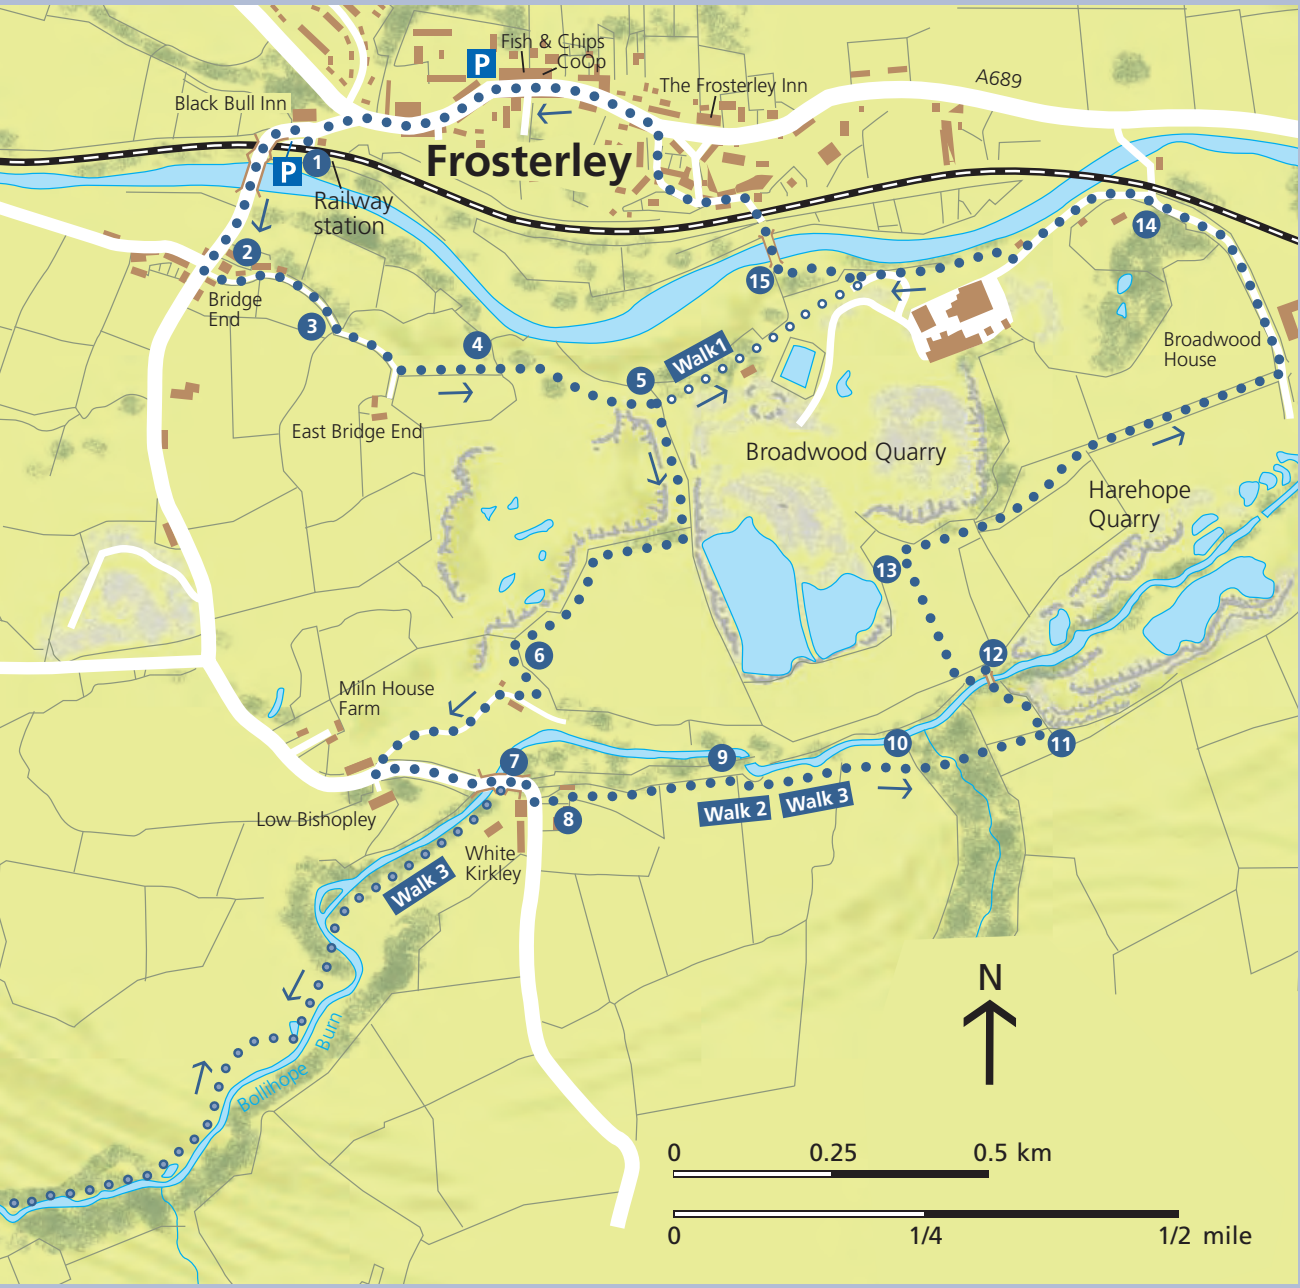 Fish & Chips
CoOp
P
The Frosterley Inn
A689
Black Bull Inn
Frosterley
P
1
Railway
station
2
Bridge
End
3
4
5
Walk1
14
15
Broadwood
House
East Bridge End
Broadwood Quarry
Harehope
Quarry
13
12
6
Miln House
Farm
7
9
10
11
Walk 2
Walk 3
8
Low Bishopley
White
Kirkley
Walk 3
Bollihope Burn
N
0 0.25 0.5 km
0 1/4 1/2 mile